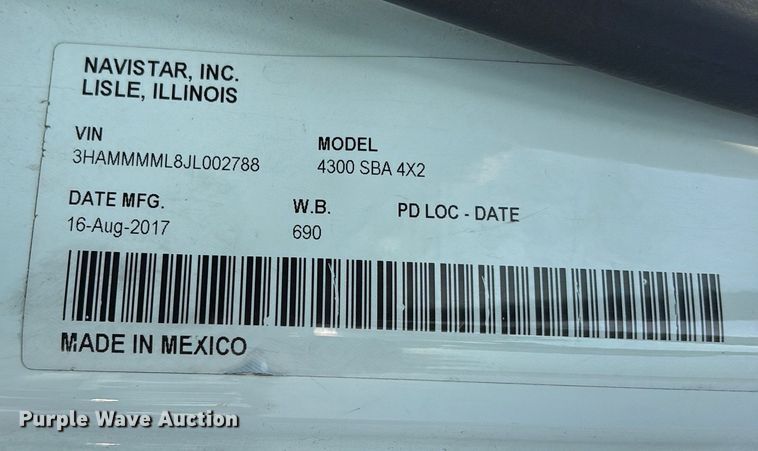 NAVISTAR, INC.
LISLE, ILLINOIS
VIN
3HAMMMML8JL002788
MODEL
4300 SBA 4X2
DATE MFG.
16-Aug-2017
W.B.
690
PD LOC - DATE
MADE IN MEXICO
Purple Wave Auction